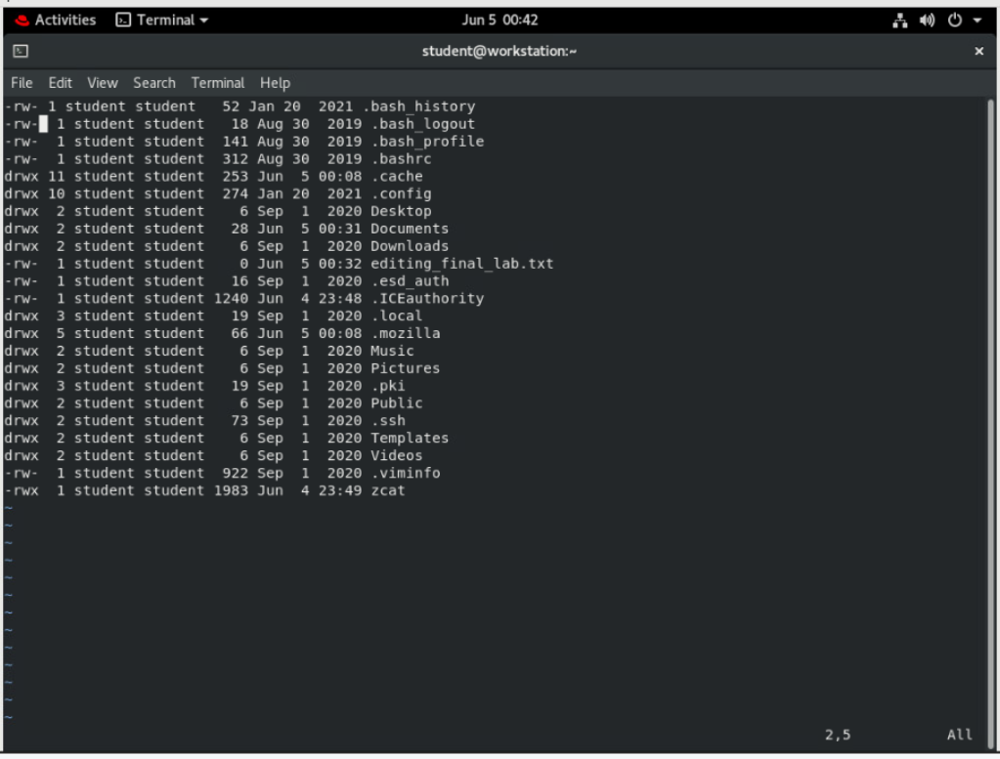 Activities Terminal Jun 5 00:42
student@workstation:~ ×
File Edit View Search Terminal Help
-rw- 1 student student   52 Jan 20  2021 .bash_history
-rw-  1 student student   18 Aug 30  2019 .bash_logout
-rw-  1 student student  141 Aug 30  2019 .bash_profile
-rw-  1 student student  312 Aug 30  2019 .bashrc
drwx 11 student student  253 Jun  5 00:08 .cache
drwx 10 student student  274 Jan 20  2021 .config
drwx  2 student student    6 Sep  1  2020 Desktop
drwx  2 student student   28 Jun  5 00:31 Documents
drwx  2 student student    6 Sep  1  2020 Downloads
-rw-  1 student student    0 Jun  5 00:32 editing_final_lab.txt
-rw-  1 student student   16 Sep  1  2020 .esd_auth
-rw-  1 student student 1240 Jun  4 23:48 .ICEauthority
drwx  3 student student   19 Sep  1  2020 .local
drwx  5 student student   66 Jun  5 00:08 .mozilla
drwx  2 student student    6 Sep  1  2020 Music
drwx  2 student student    6 Sep  1  2020 Pictures
drwx  3 student student   19 Sep  1  2020 .pki
drwx  2 student student    6 Sep  1  2020 Public
drwx  2 student student   73 Sep  1  2020 .ssh
drwx  2 student student    6 Sep  1  2020 Templates
drwx  2 student student    6 Sep  1  2020 Videos
-rw-  1 student student  922 Sep  1  2020 .viminfo
-rwx  1 student student 1983 Jun  4 23:49 zcat
~
~
~
~
~
~
~
~
~
~
~
~
~
2,5 All